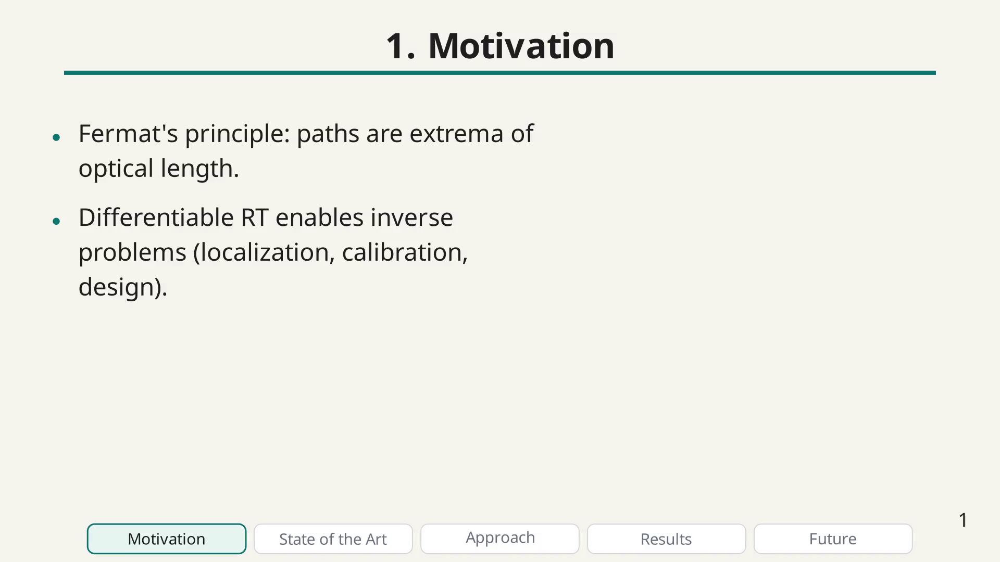 1. Motivation
• Fermat's principle: paths are extrema of
optical length.
• Differentiable RT enables inverse
problems (localization, calibration,
design).
1
Motivation
State of the Art
Approach
Results
Future